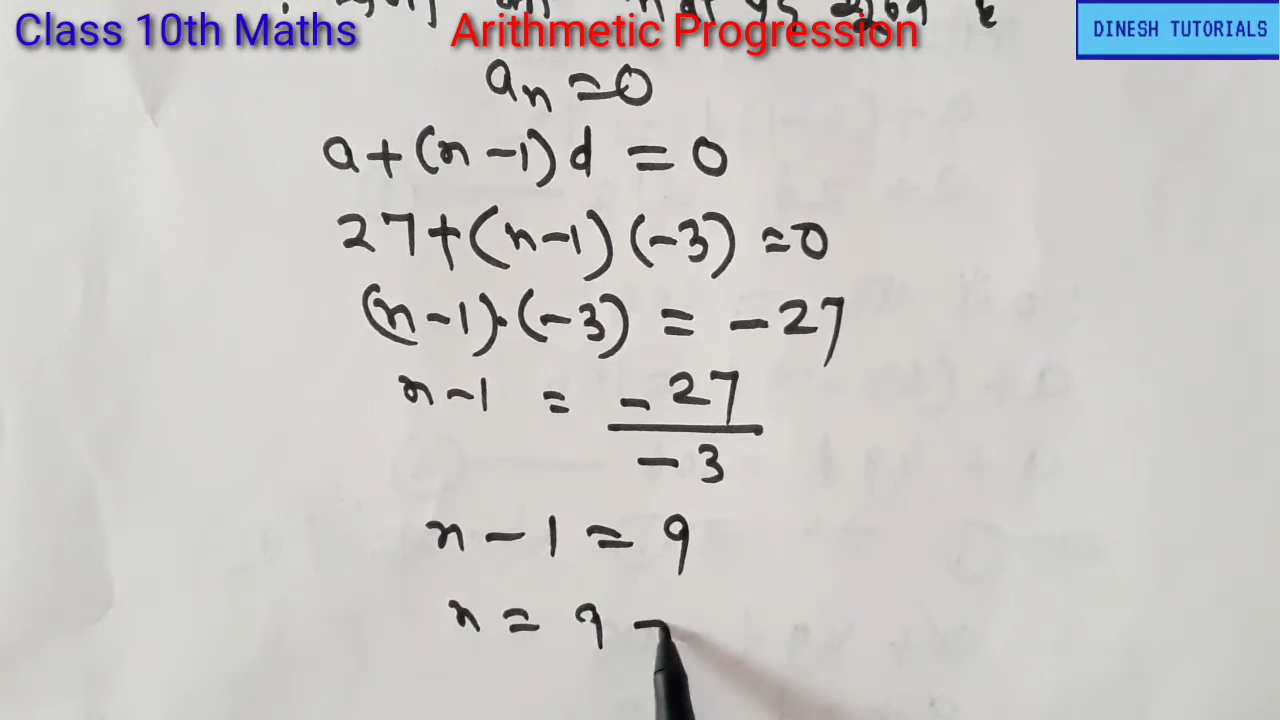 Class 10th Maths
Arithmetic Progression
DINESH TUTORIALS
aₙ = 0
a + (n - 1) d = 0
27 + (n - 1) (-3) = 0
(n - 1) . (-3) = - 27
n - 1 = - 27 / - 3
n - 1 = 9
n = 9